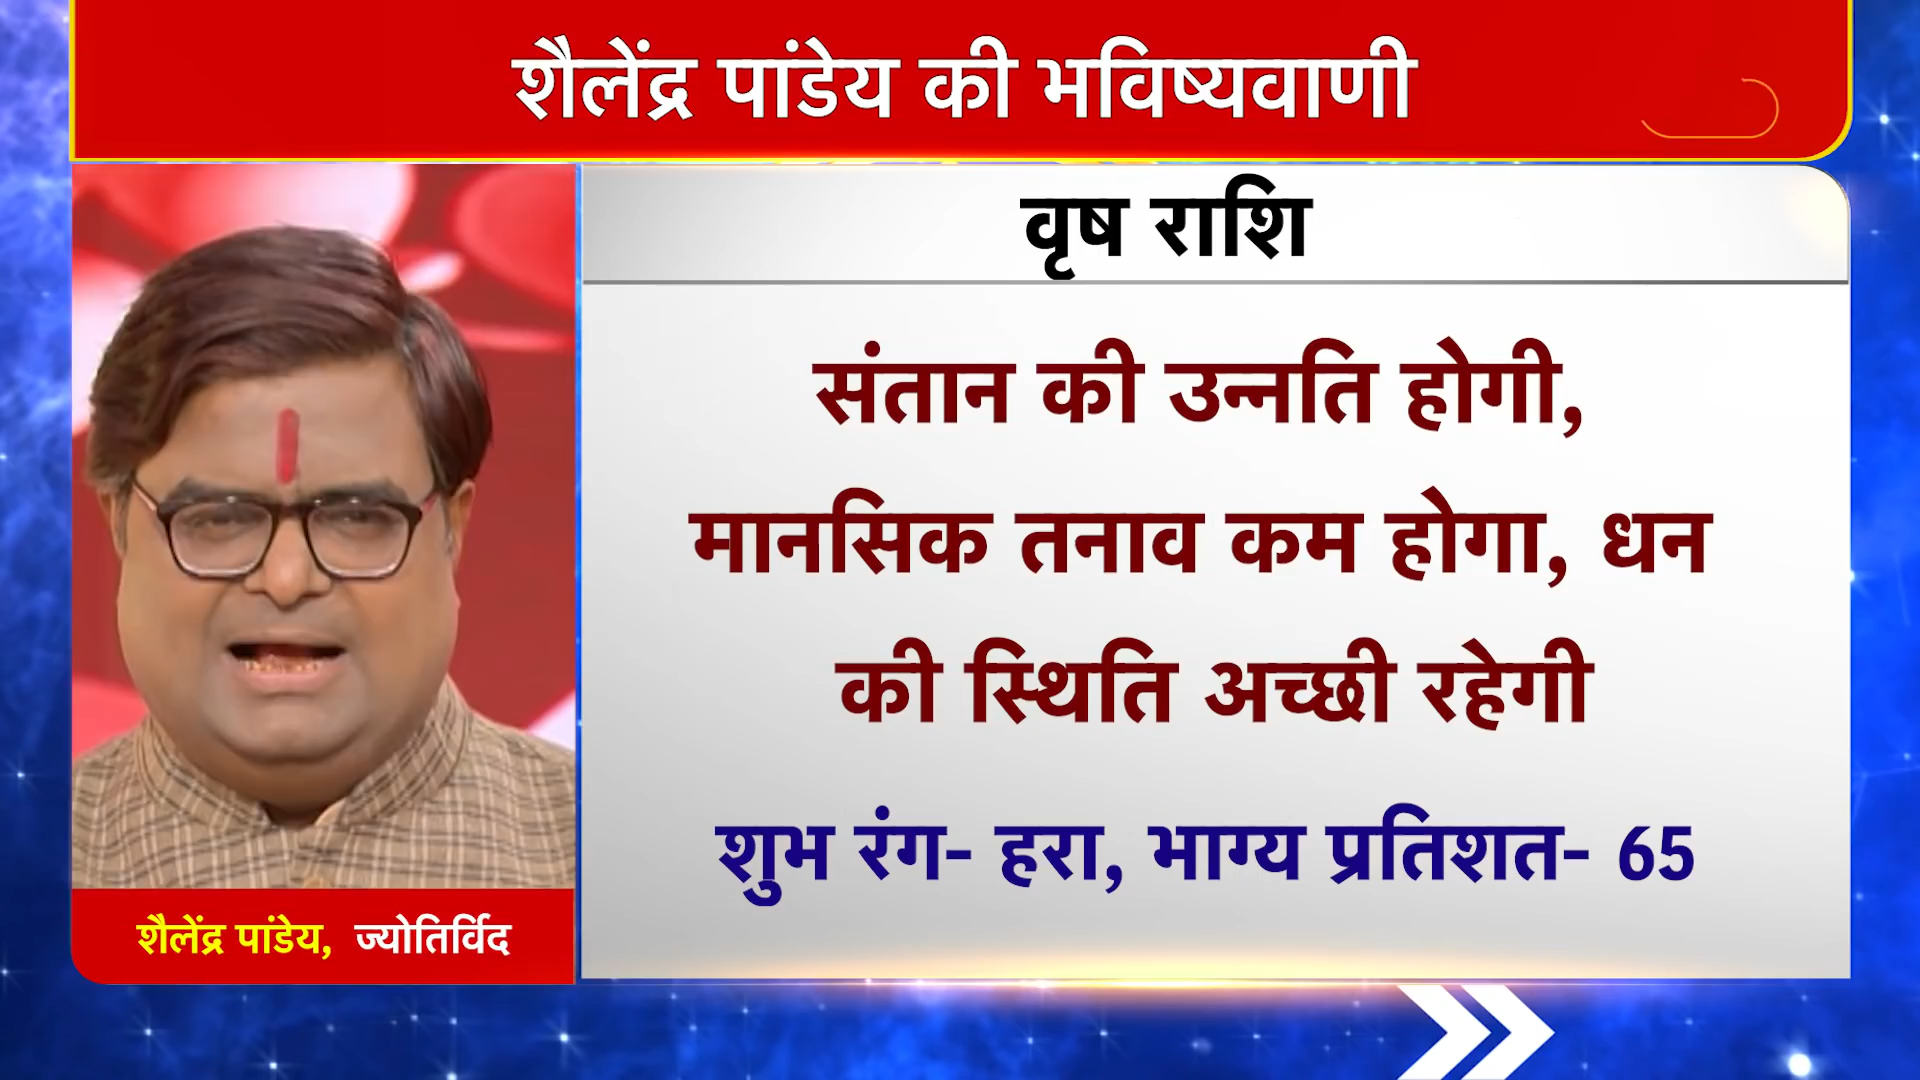 शैलेंद्र पांडेय की भविष्यवाणी
वृष राशि
संतान की उन्नति होगी,
मानसिक तनाव कम होगा, धन
की स्थिति अच्छी रहेगी
शुभ रंग- हरा, भाग्य प्रतिशत- 65
शैलेंद्र पांडेय, ज्योतिर्विद